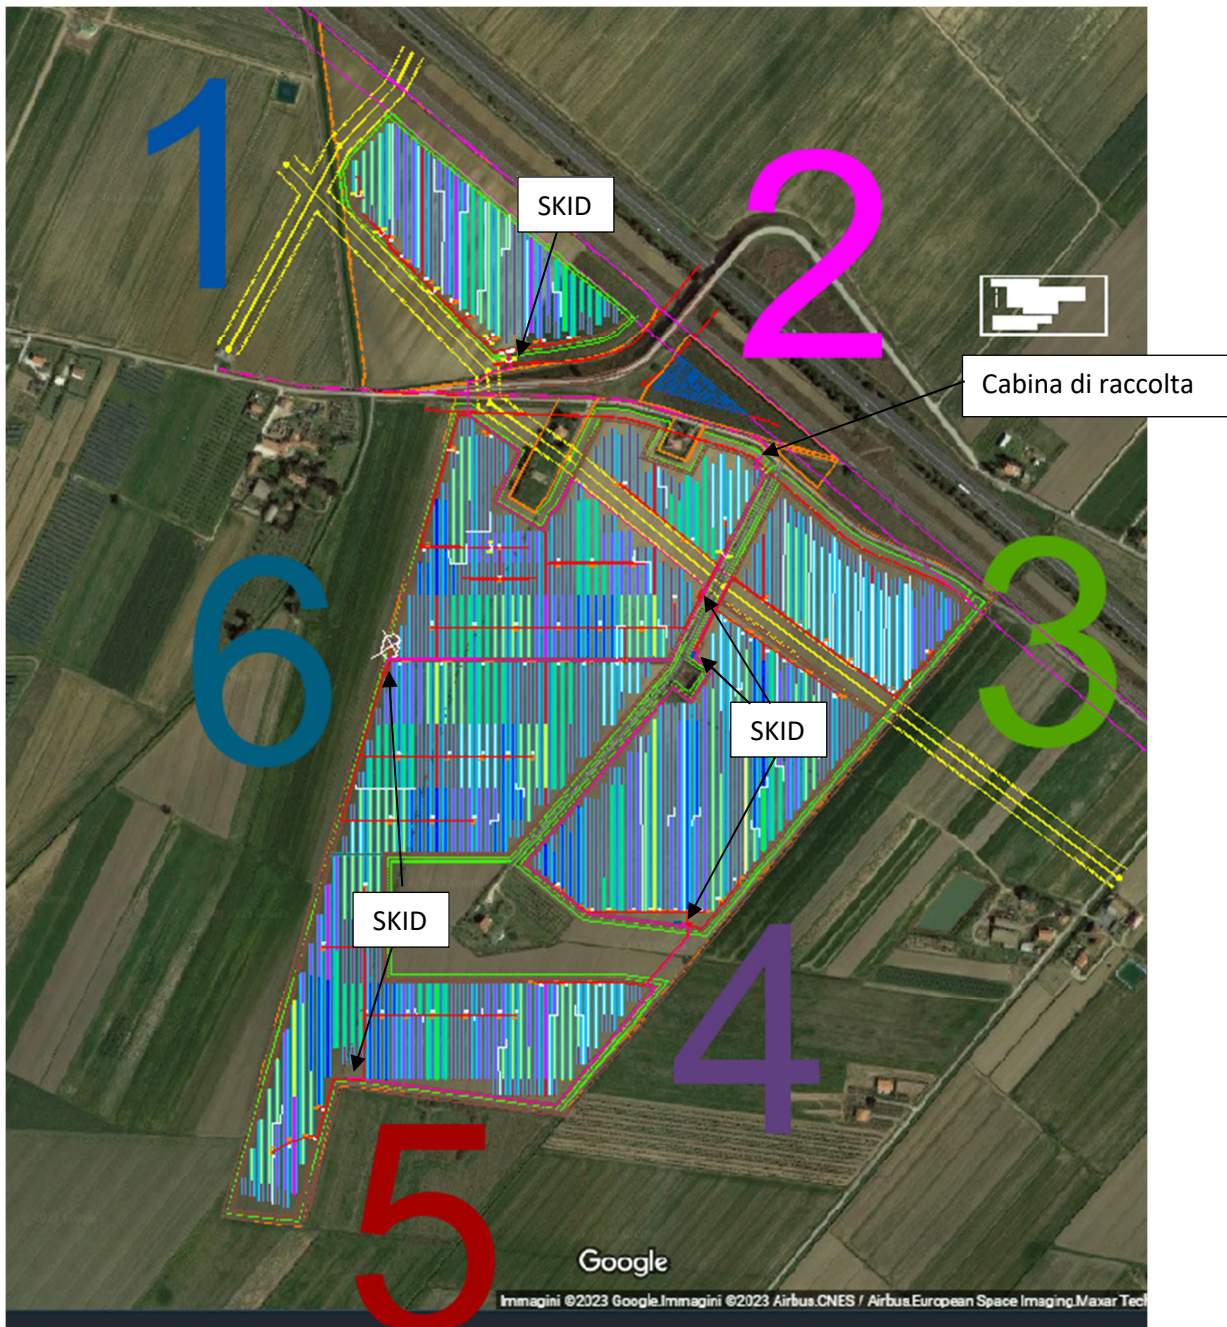 1
SKID
2
Cabina di raccolta
3
6
SKID
SKID
4
5
Google
Immagini ©2023 Google.Immagini ©2023 Airbus.CNES / Airbus.European Space Imaging.Maxar Tech